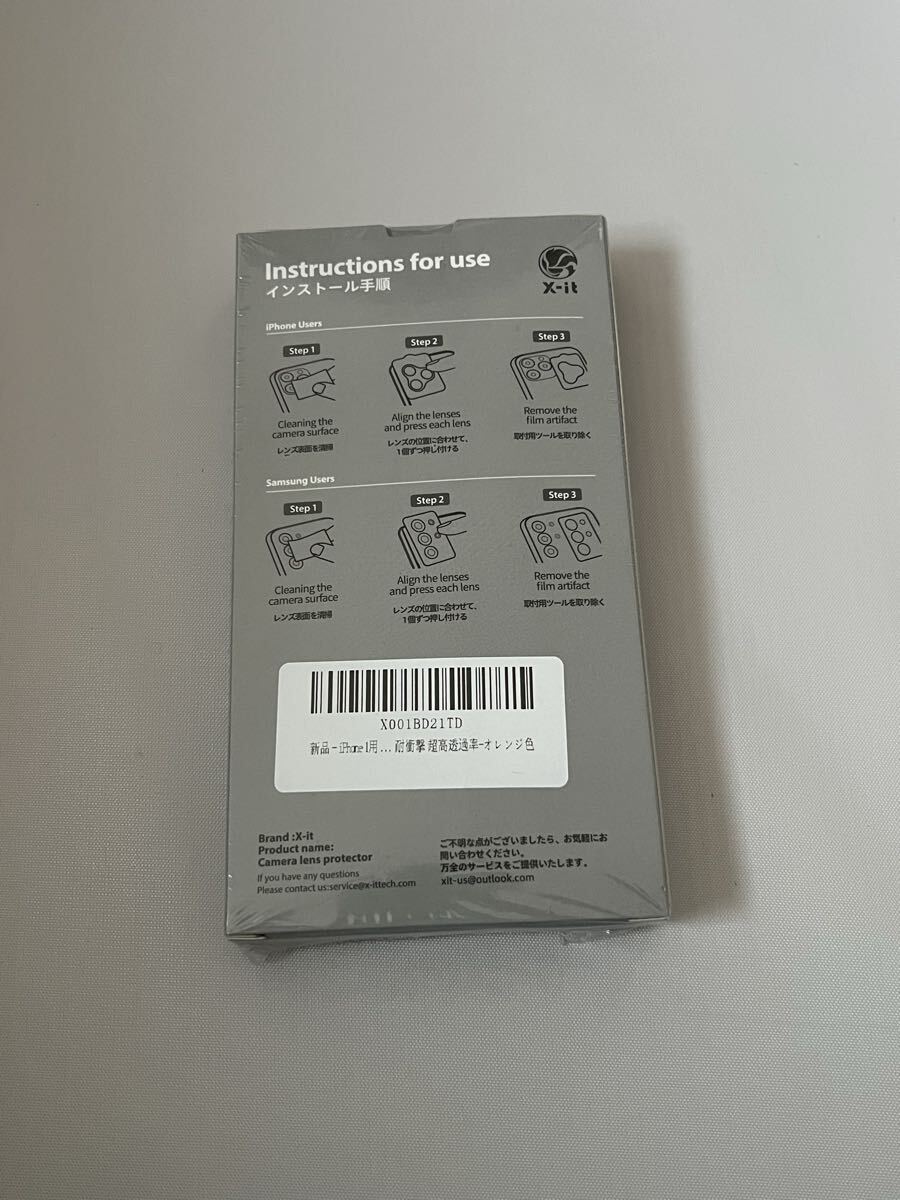 Instructions for use
インストール手順
X-it
iPhone Users
Step 1
Step 2
Step 3
Cleaning the
camera surface
レンズ表面を清掃
Align the lenses
and press each lens
レンズの位置に合わせて、
1個ずつ押し付ける
Remove the
film artifact
取付用ツールを取り除く
Samsung Users
Step 1
Step 2
Step 3
Cleaning the
camera surface
レンズ表面を清掃
Align the lenses
and press each lens
レンズの位置に合わせて、
1個ずつ押し付ける
Remove the
film artifact
取付用ツールを取り除く
X001BD21TD
新品 - iPhone 1用 ... 耐衝撃 超高透過率-オレンジ色
Brand :X-it
Product name:
Camera lens protector
If you have any questions
Please contact us:service@x-ittech.com
ご不明な点がございましたら、お気軽にお
問い合わせください。
万全のサービスをご提供いたします。
xit-us@outlook.com